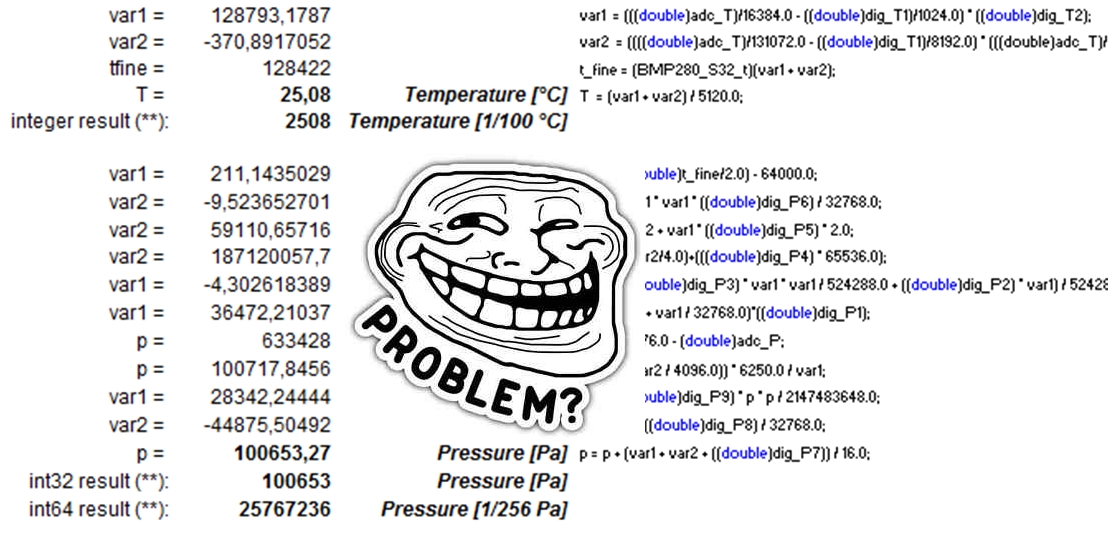 var1 = 128793,1787 var1 = (((double)adc_T)/16384.0 - ((double)dig_T1)/1024.0) * ((double)dig_T2);
var2 = -370,8917052 var2 = ((((double)adc_T)/131072.0 - ((double)dig_T1)/8192.0) * (((double)adc_T)/
tfine = 128422 t_fine = (BMP280_S32_t)(var1 + var2);
T = 25,08 Temperature [°C] T = (var1 + var2) / 5120.0;
integer result (**): 2508 Temperature [1/100 °C]
var1 = 211,1435029 ouble)t_fine/2.0) - 64000.0;
var2 = -9,523652701 1 * var1 * ((double)dig_P6) / 32768.0;
var2 = 59110,65716 2 + var1 * ((double)dig_P5) * 2.0;
var2 = 187120057,7 r2/4.0)+(((double)dig_P4) * 65536.0);
var1 = -4,302618389 ouble)dig_P3) * var1 * var1 / 524288.0 + ((double)dig_P2) * var1) / 52428
var1 = 36472,21037 + var1 / 32768.0)*((double)dig_P1);
p = 633428 76.0 - (double)adc_P;
p = 100717,8456 ar2 / 4096.0)) * 6250.0 / var1;
var1 = 28342,24444 ouble)dig_P9) * p * p / 2147483648.0;
var2 = -44875,50492 ((double)dig_P8) / 32768.0;
p = 100653,27 Pressure [Pa] p = p + (var1 + var2 + ((double)dig_P7)) / 16.0;
int32 result (**): 100653 Pressure [Pa]
int64 result (**): 25767236 Pressure [1/256 Pa]
PROBLEM?